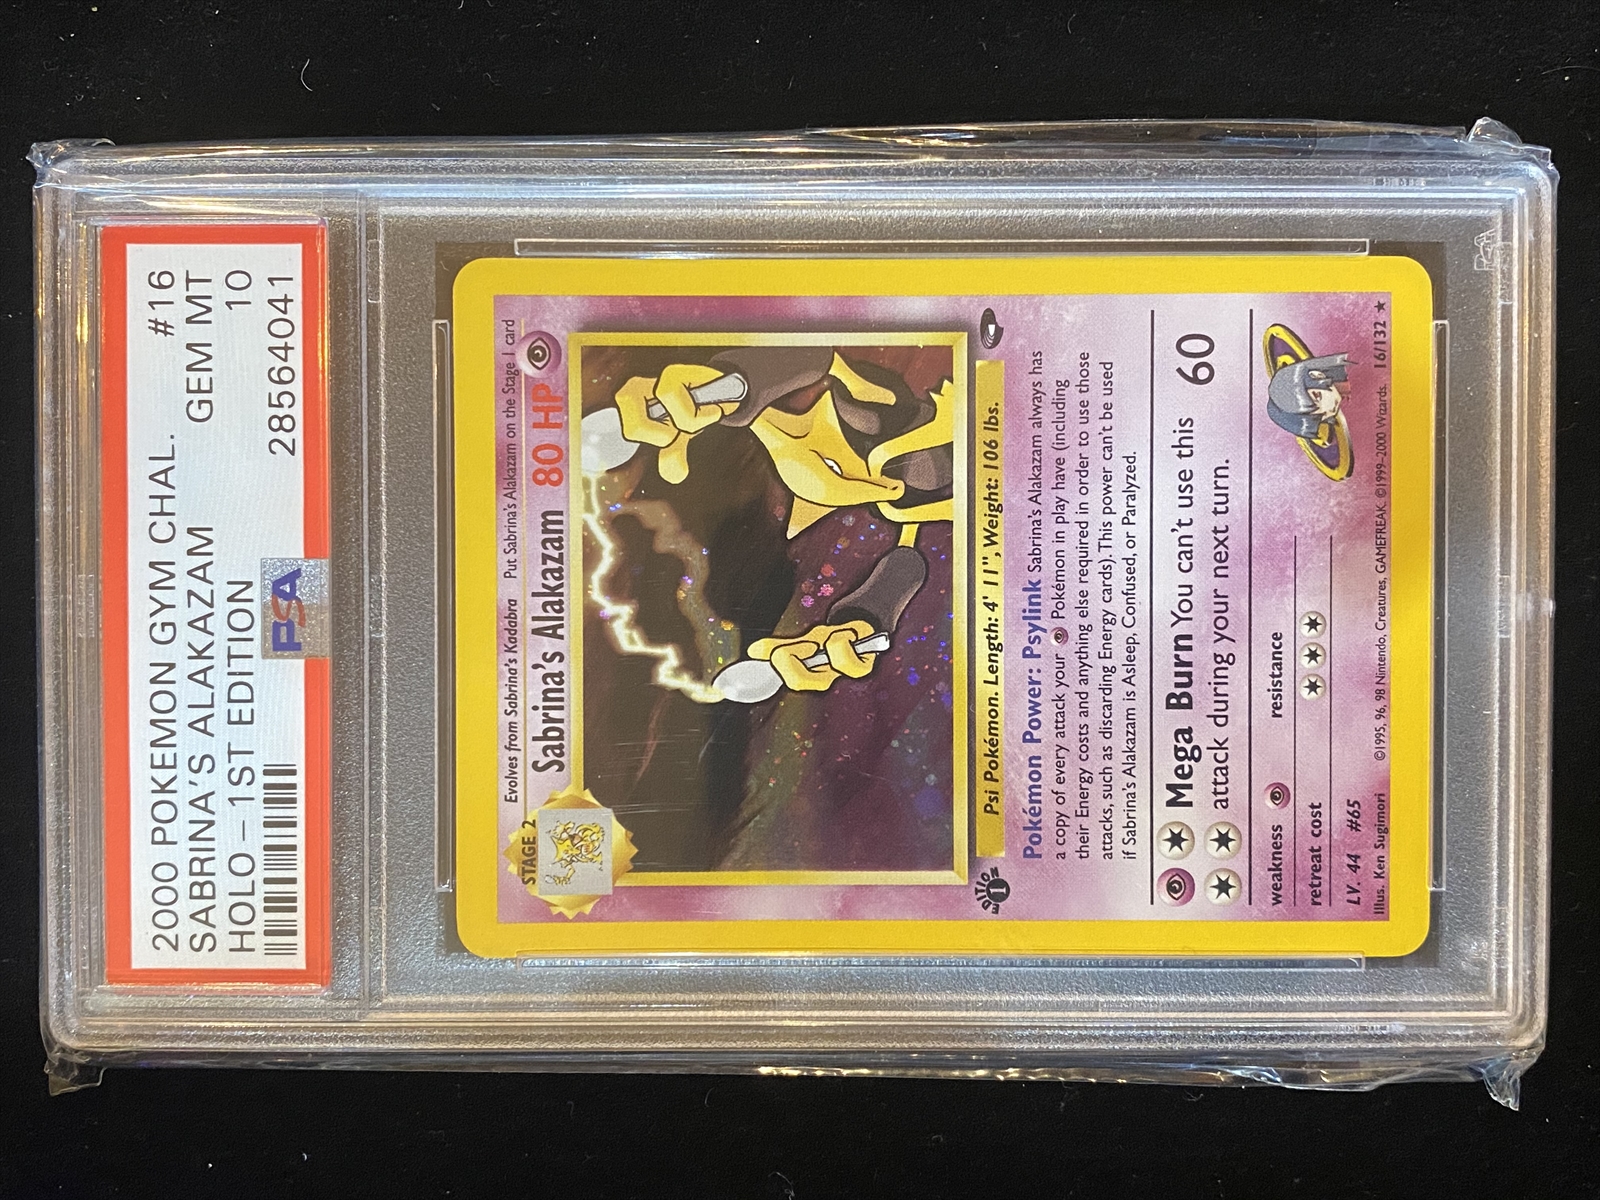 2000 POKEMON GYM CHAL. #16
SABRINA'S ALAKAZAM GEM MT
HOLO-1ST EDITION 10
28564041
PSA
STAGE 2
Evolves from Sabrina's Kadabra Put Sabrina's Alakazam on the Stage 1 card
Sabrina's Alakazam 80 HP
Psi Pokémon. Length: 4' 11", Weight: 106 lbs.
EDITION
1
Pokémon Power: Psylink Sabrina's Alakazam always has
a copy of every attack your Pokémon in play have (including
their Energy costs and anything else required in order to use those
attacks, such as discarding Energy cards). This power can't be used
if Sabrina's Alakazam is Asleep, Confused, or Paralyzed.
Mega Burn You can't use this 60
attack during your next turn.
weakness resistance
retreat cost
LV. 44 #65
Illus. Ken Sugimori ©1995, 96, 98 Nintendo, Creatures, GAMEFREAK. ©1999-2000 Wizards. 16/132 ★
PSA